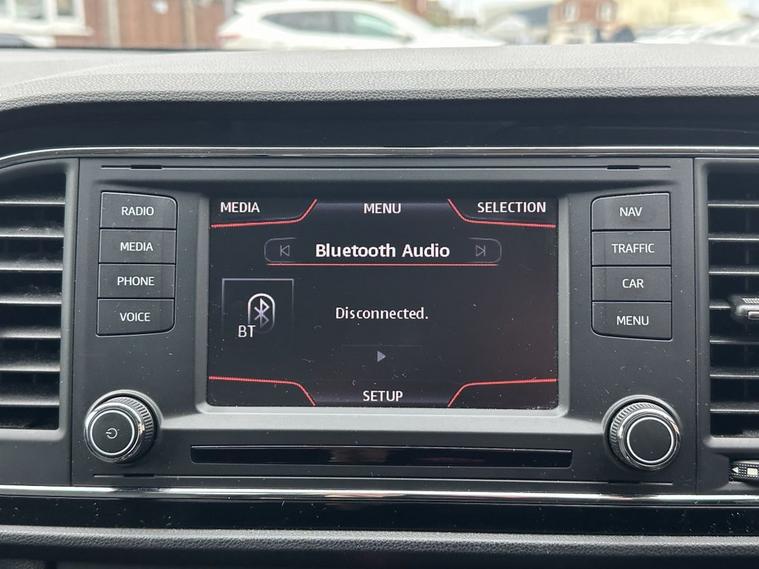 RADIO
MEDIA
PHONE
VOICE
MEDIA
MENU
SELECTION
Bluetooth Audio
BT
Disconnected.
SETUP
NAV
TRAFFIC
CAR
MENU